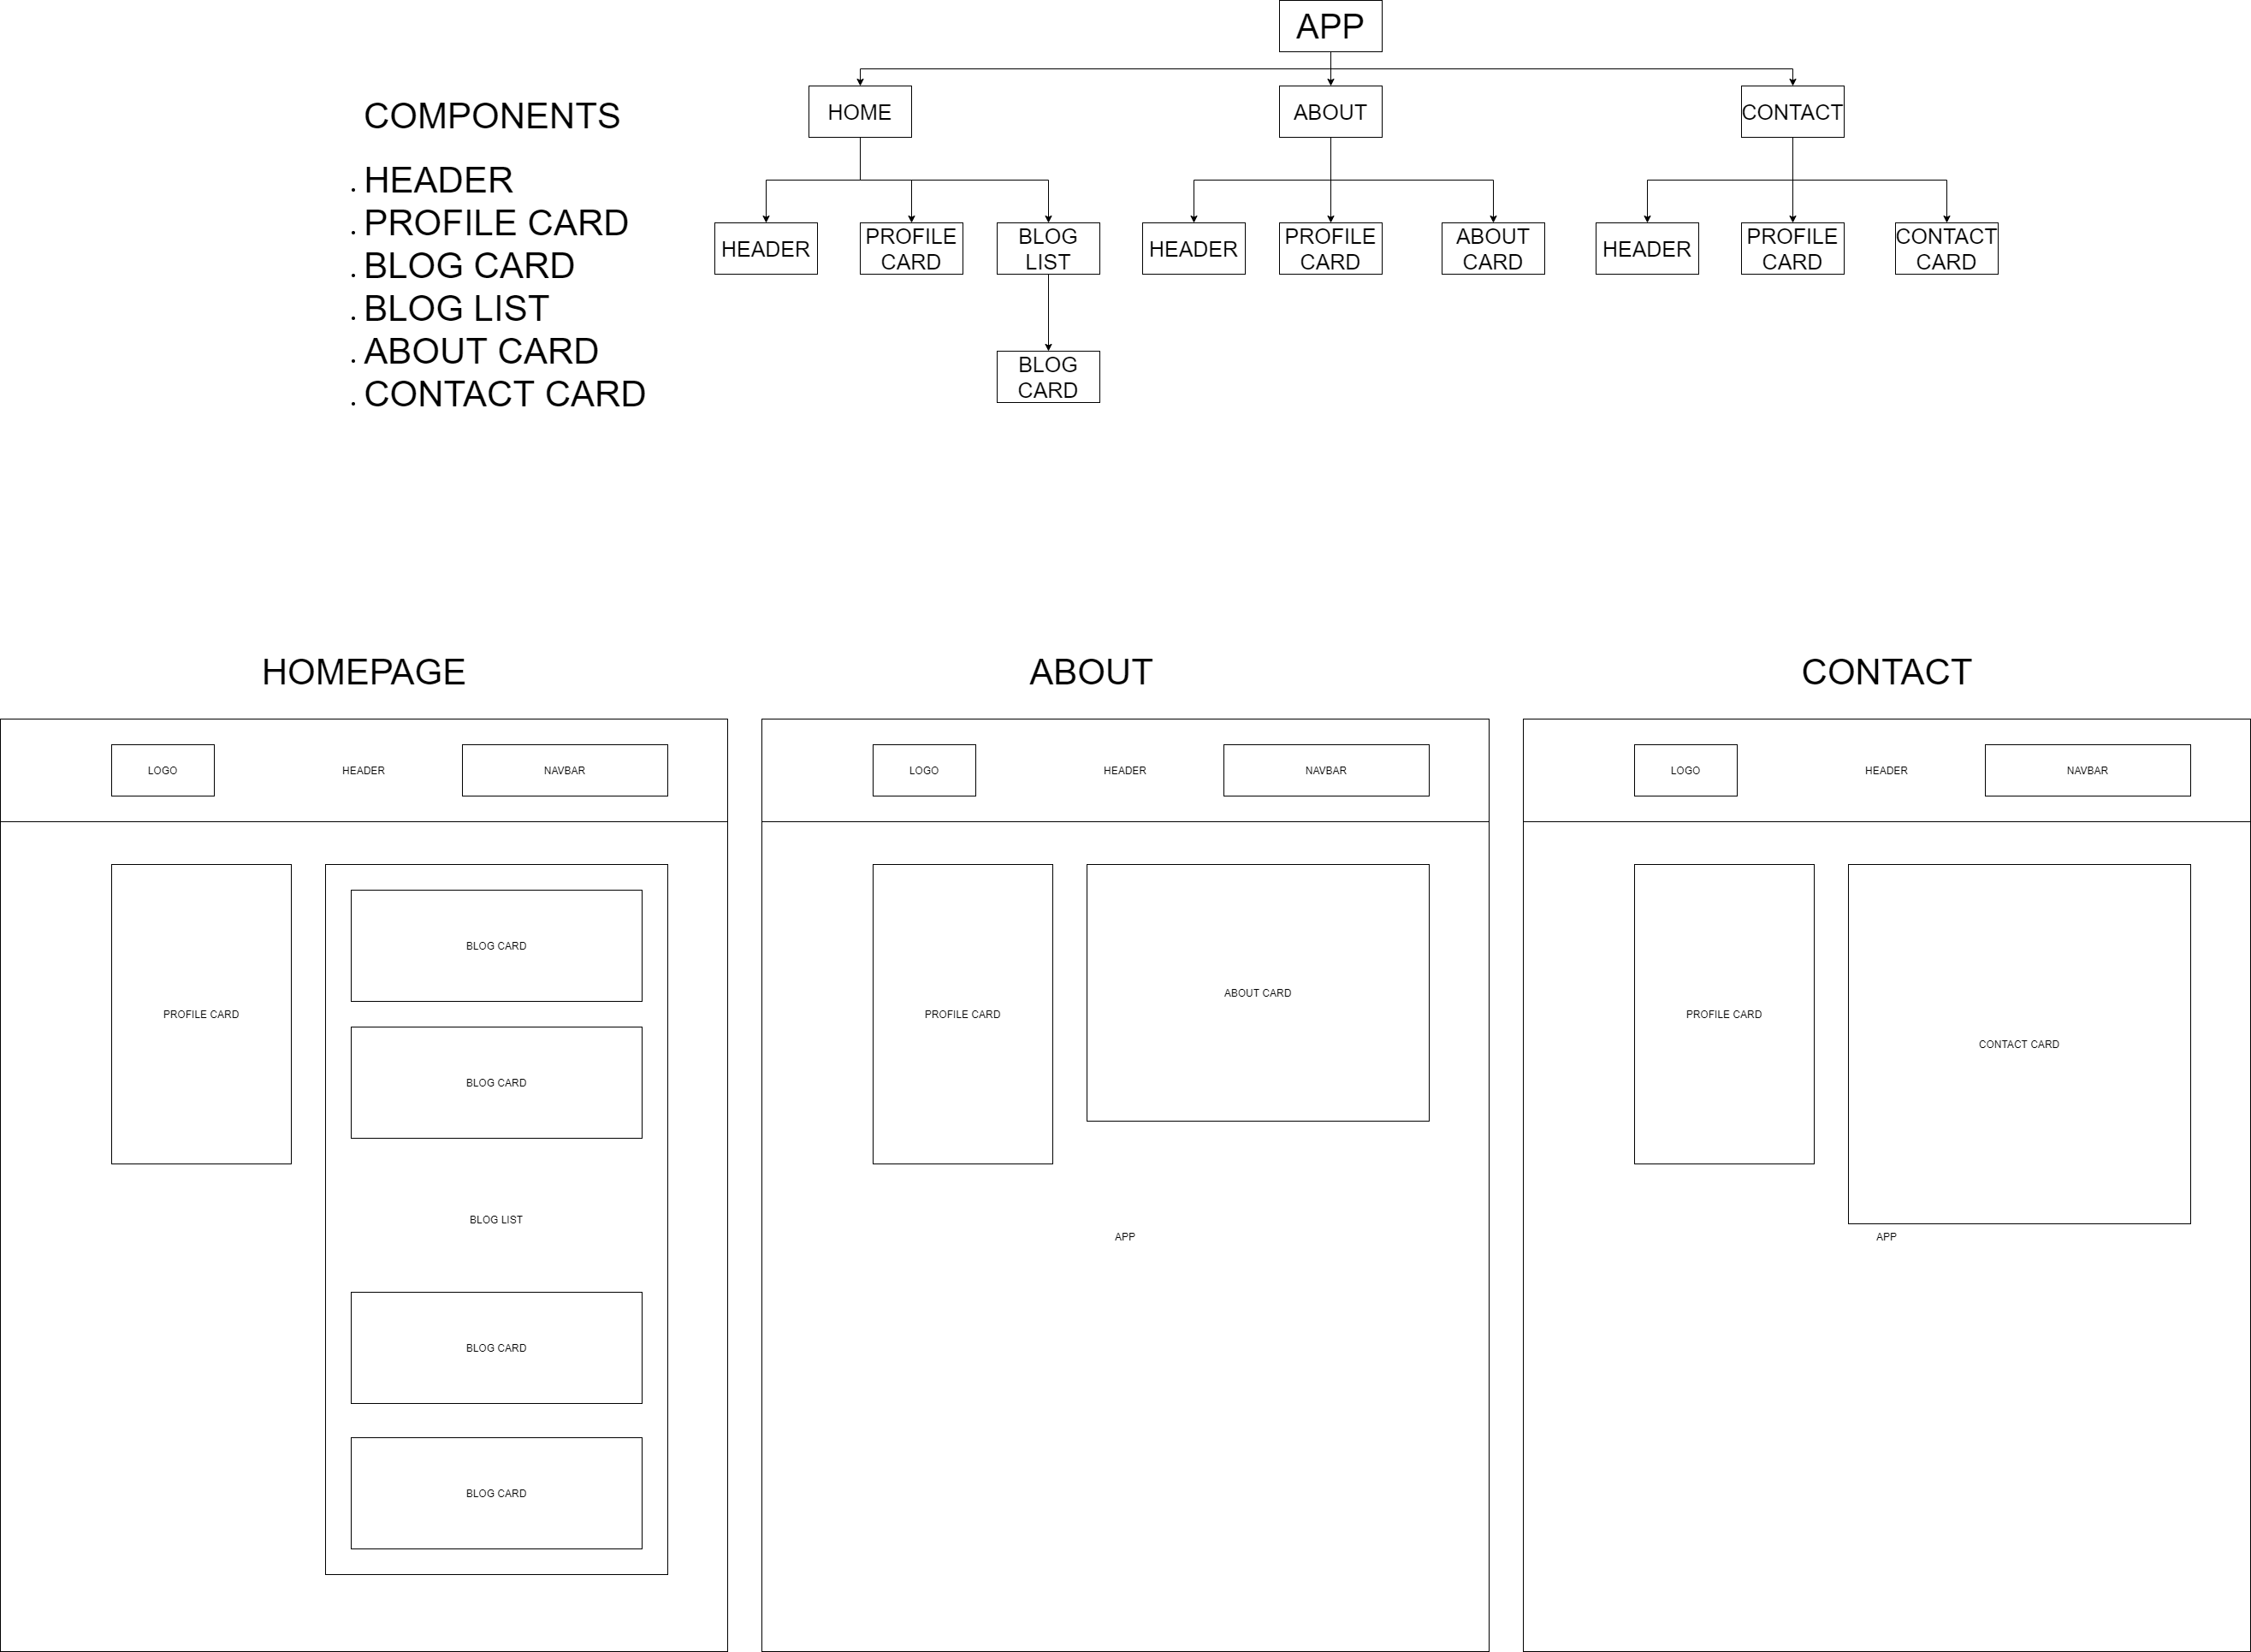 APP
HOME
ABOUT
CONTACT
COMPONENTS
. HEADER
. PROFILE CARD
. BLOG CARD
. BLOG LIST
. ABOUT CARD
. CONTACT CARD
HEADER
PROFILE
CARD
BLOG
LIST
HEADER
PROFILE
CARD
ABOUT
CARD
HEADER
PROFILE
CARD
CONTACT
CARD
BLOG
CARD
HOMEPAGE
LOGO
HEADER
NAVBAR
PROFILE CARD
BLOG CARD
BLOG CARD
BLOG LIST
BLOG CARD
BLOG CARD
ABOUT
LOGO
HEADER
NAVBAR
PROFILE CARD
ABOUT CARD
APP
CONTACT
LOGO
HEADER
NAVBAR
PROFILE CARD
CONTACT CARD
APP